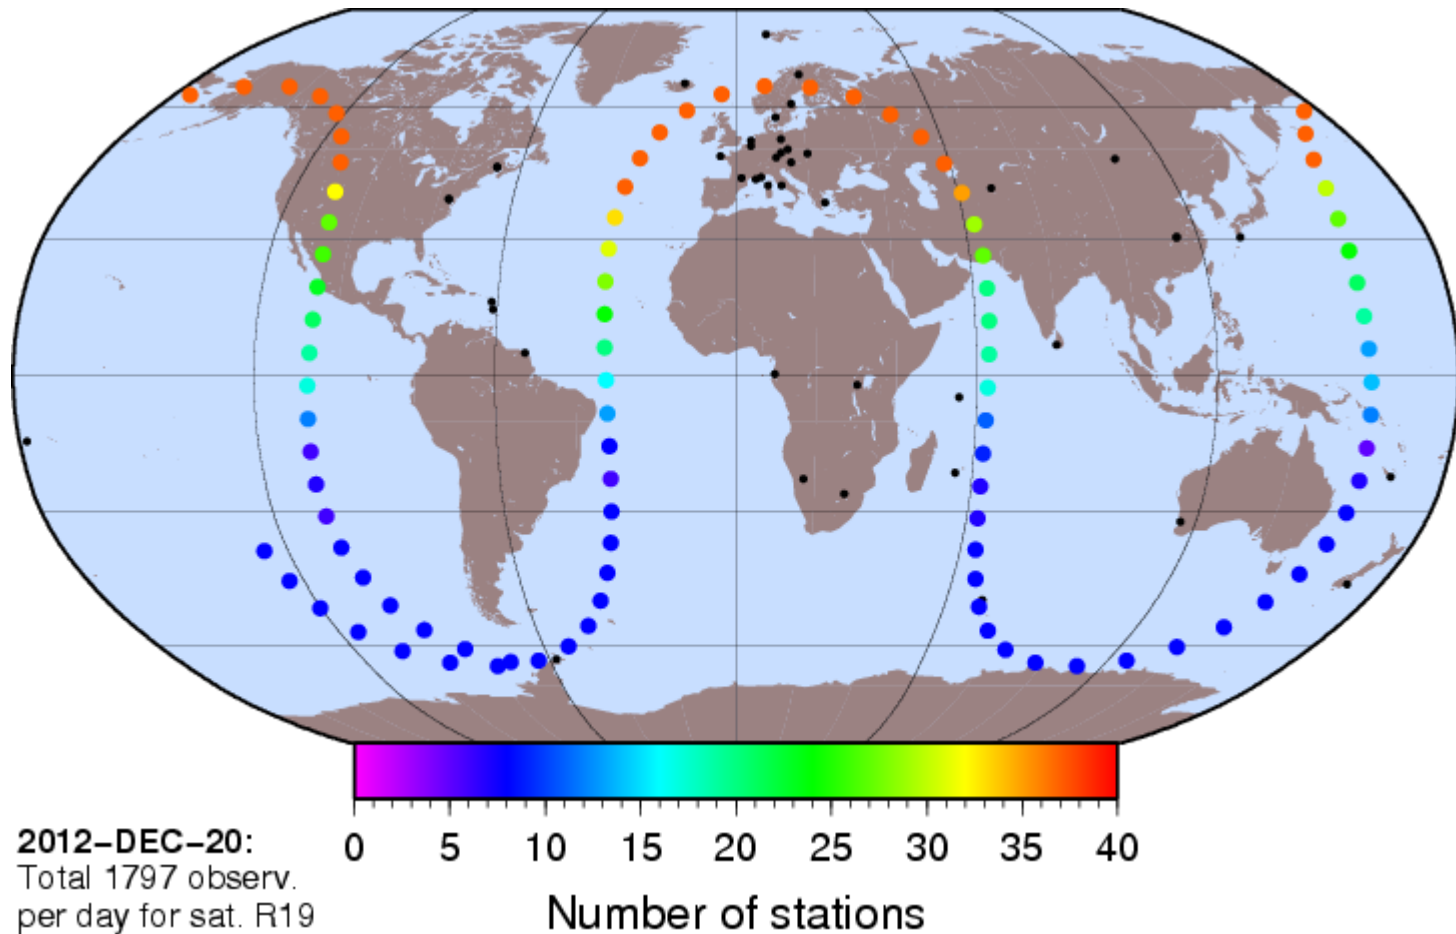 0 5 10 15 20 25 30 35 40
2012-DEC-20:
Total 1797 observ.
per day for sat. R19
Number of stations